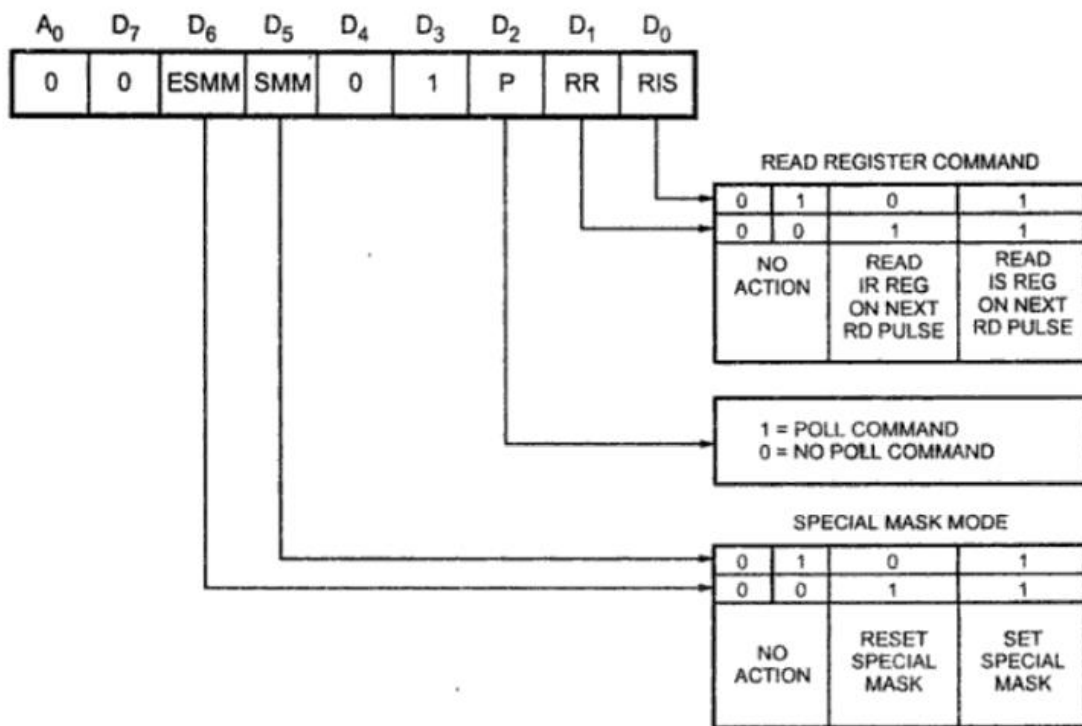 A₀ D₇ D₆ D₅ D₄ D₃ D₂ D₁ D₀
0 0 ESMM SMM 0 1 P RR RIS
READ REGISTER COMMAND
0 1 0 1
0 0 1 1
NO ACTION
READ IR REG ON NEXT RD PULSE
READ IS REG ON NEXT RD PULSE
1 = POLL COMMAND
0 = NO POLL COMMAND
SPECIAL MASK MODE
0 1 0 1
0 0 1 1
NO ACTION
RESET SPECIAL MASK
SET SPECIAL MASK